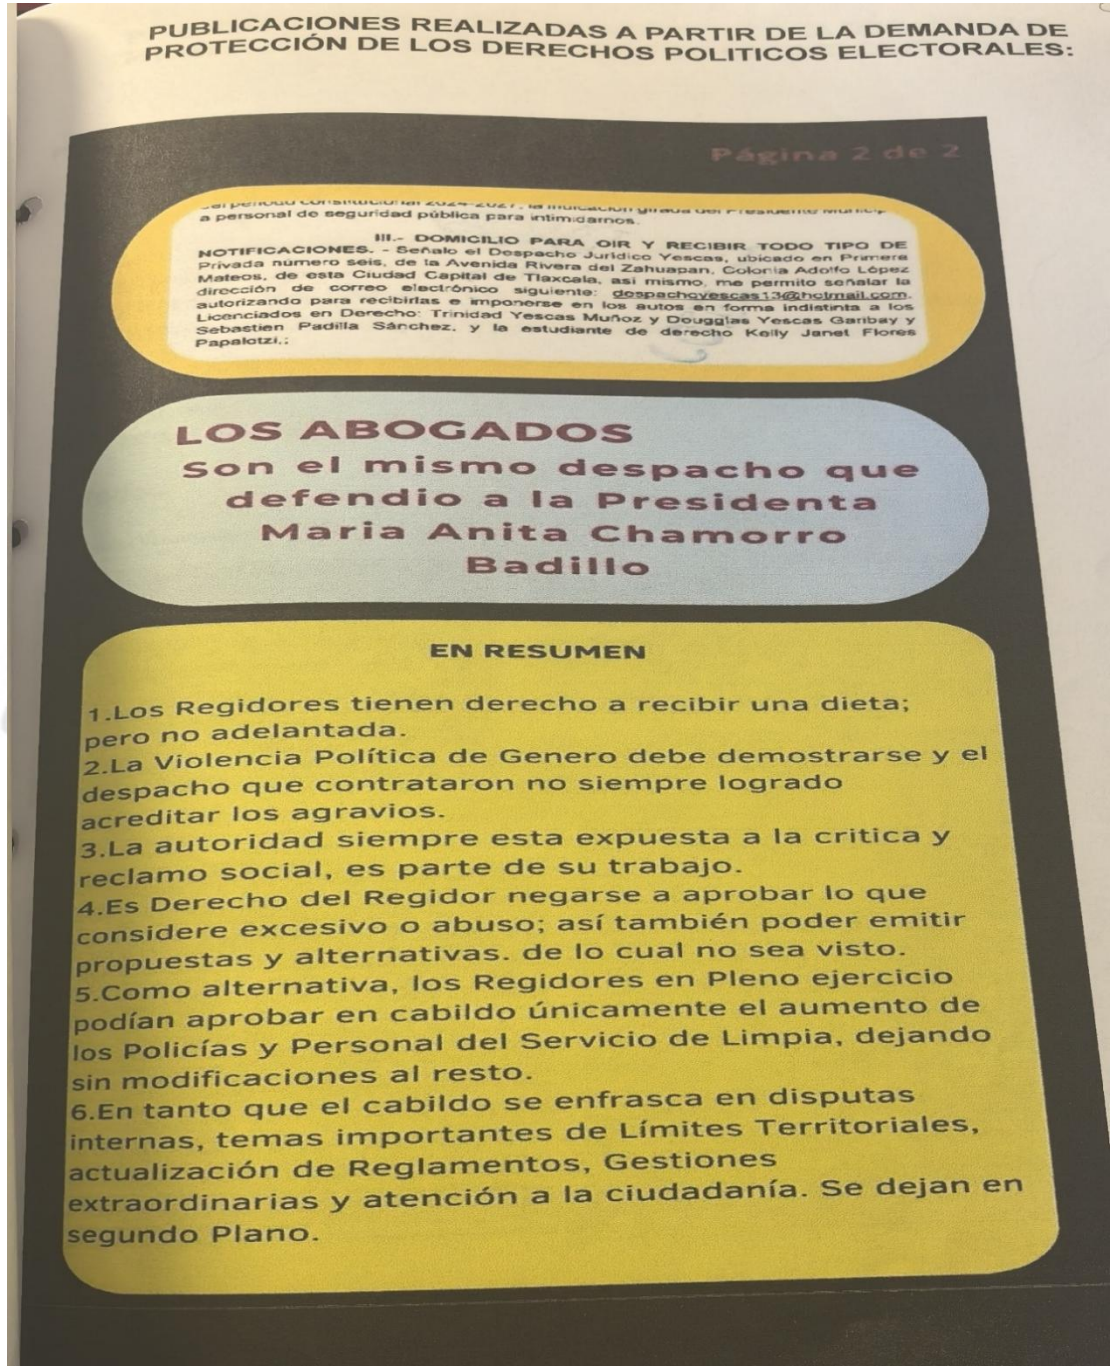 PUBLICACIONES REALIZADAS A PARTIR DE LA DEMANDA DE
PROTECCIÓN DE LOS DERECHOS POLITICOS ELECTORALES:
Página 2 de 2
del periodo constitucional 2024-2027, la indicación girada del Presidente Municip
a personal de seguridad pública para intimidarnos.
III.- DOMICILIO PARA OIR Y RECIBIR TODO TIPO DE
NOTIFICACIONES. - Señalo el Despacho Jurídico Yescas, ubicado en Primera
Privada número seis, de la Avenida Rivera del Zahuapan, Colonia Adolfo López
Mateos, de esta Ciudad Capital de Tlaxcala, así mismo, me permito señalar la
dirección de correo electrónico siguiente: despachoyescas13@hotmail.com,
autorizando para recibirlas e imponerse en los autos en forma indistinta a los
Licenciados en Derecho: Trinidad Yescas Muñoz y Dougglas Yescas Garibay y
Sebastien Padilla Sánchez, y la estudiante de derecho Kelly Janet Flores
Papalotzi.;
LOS ABOGADOS
Son el mismo despacho que
defendio a la Presidenta
Maria Anita Chamorro
Badillo
EN RESUMEN
1.Los Regidores tienen derecho a recibir una dieta;
pero no adelantada.
2.La Violencia Política de Genero debe demostrarse y el
despacho que contrataron no siempre logrado
acreditar los agravios.
3.La autoridad siempre esta expuesta a la critica y
reclamo social, es parte de su trabajo.
4.Es Derecho del Regidor negarse a aprobar lo que
considere excesivo o abuso; así también poder emitir
propuestas y alternativas. de lo cual no sea visto.
5.Como alternativa, los Regidores en Pleno ejercicio
podían aprobar en cabildo únicamente el aumento de
los Policías y Personal del Servicio de Limpia, dejando
sin modificaciones al resto.
6.En tanto que el cabildo se enfrasca en disputas
internas, temas importantes de Límites Territoriales,
actualización de Reglamentos, Gestiones
extraordinarias y atención a la ciudadanía. Se dejan en
segundo Plano.